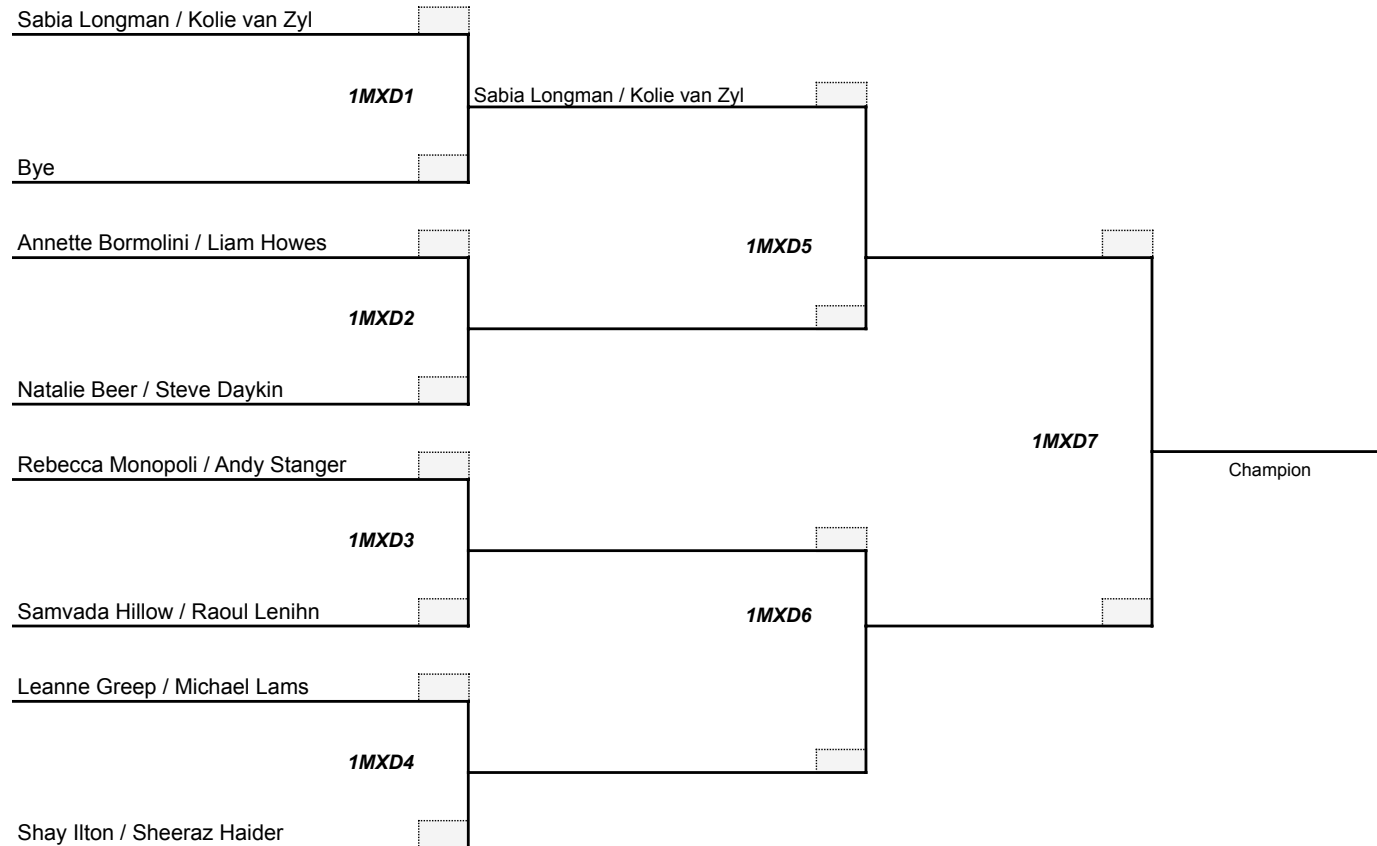 Sabia Longman / Kolie van Zyl
1MXD1
Sabia Longman / Kolie van Zyl
Bye
Annette Bormolini / Liam Howes
1MXD5
1MXD2
Natalie Beer / Steve Daykin
1MXD7
Rebecca Monopoli / Andy Stanger
Champion
1MXD3
Samvada Hillow / Raoul Lenihn
1MXD6
Leanne Greep / Michael Lams
1MXD4
Shay Ilton / Sheeraz Haider